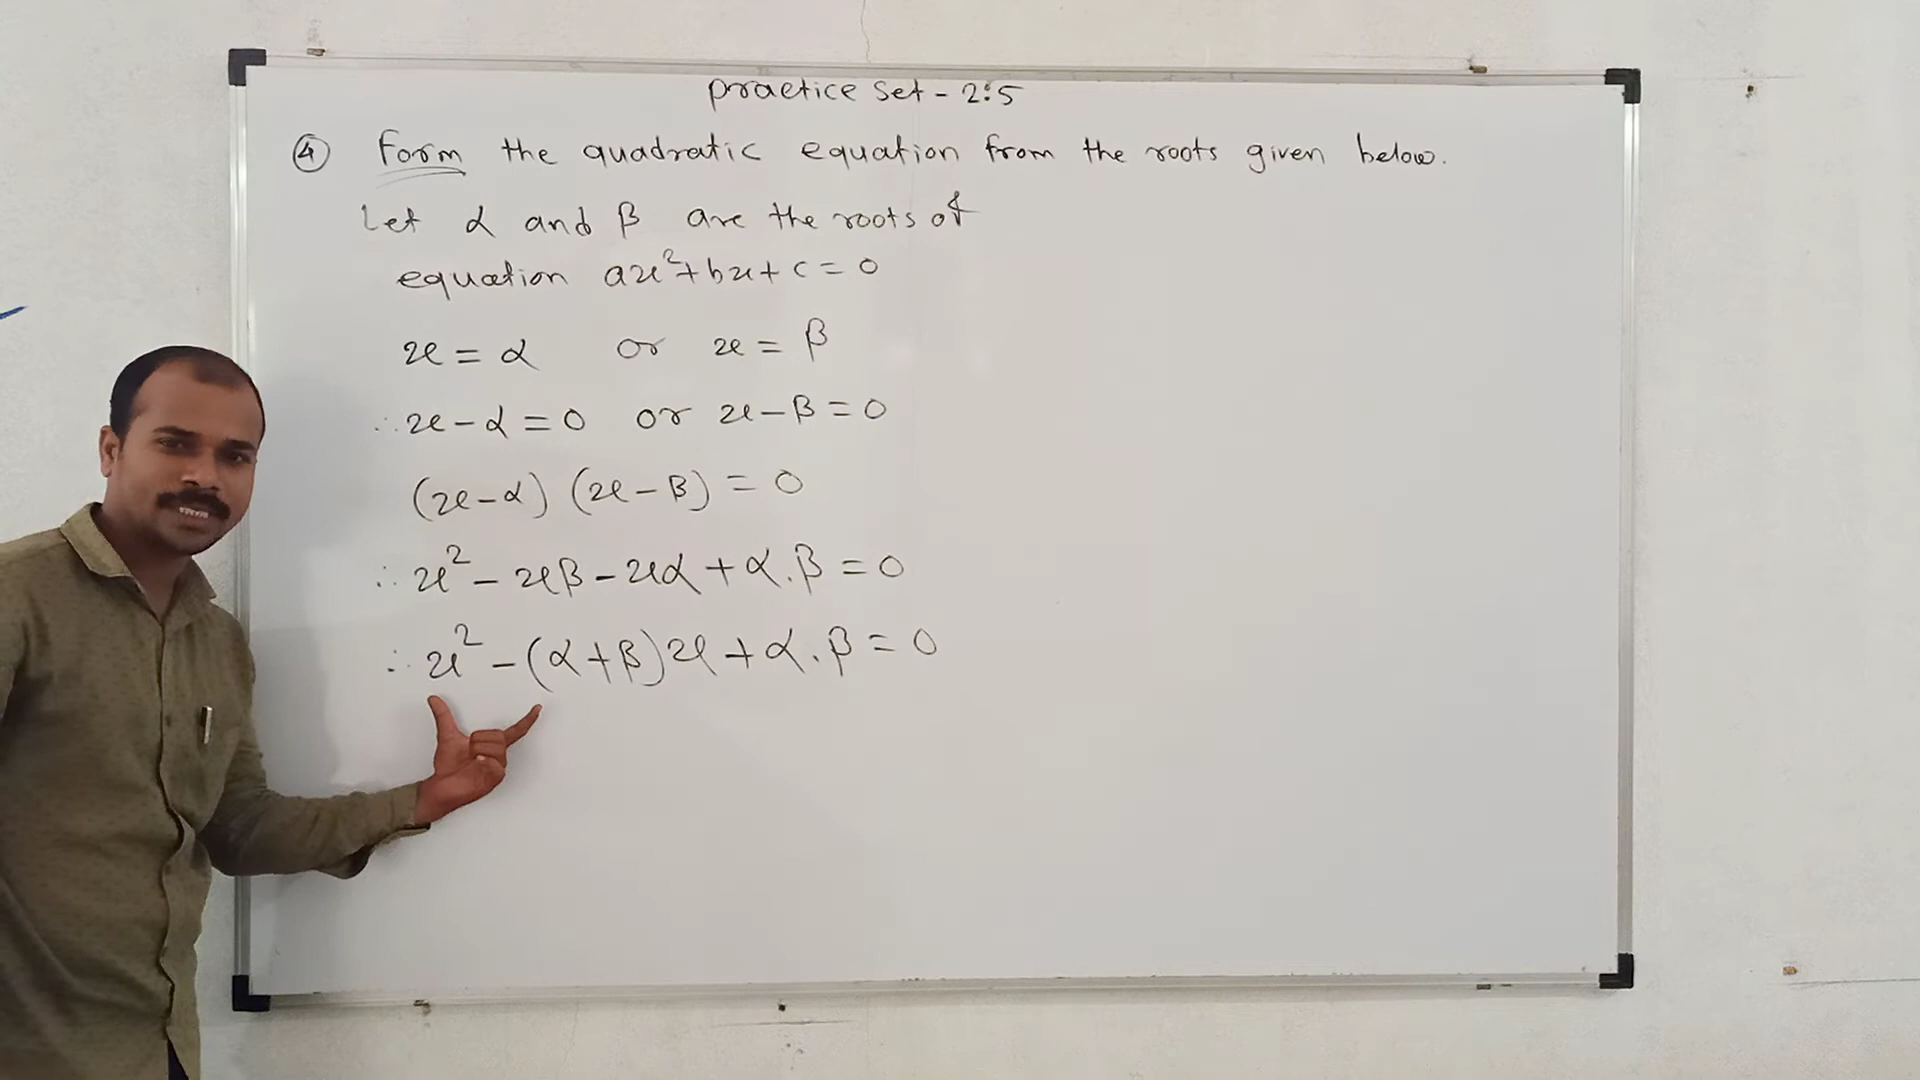 practice set - 2:5
④ Form the quadratic equation from the roots given below.
Let α and β are the roots of
equation ax²+bx+c=0
x = α or x = β
∴ x-α=0 or x-β=0
(x-α) (x-β) = 0
∴ x² - xβ - xα + α.β = 0
∴ x² - (α+β)x + α.β = 0